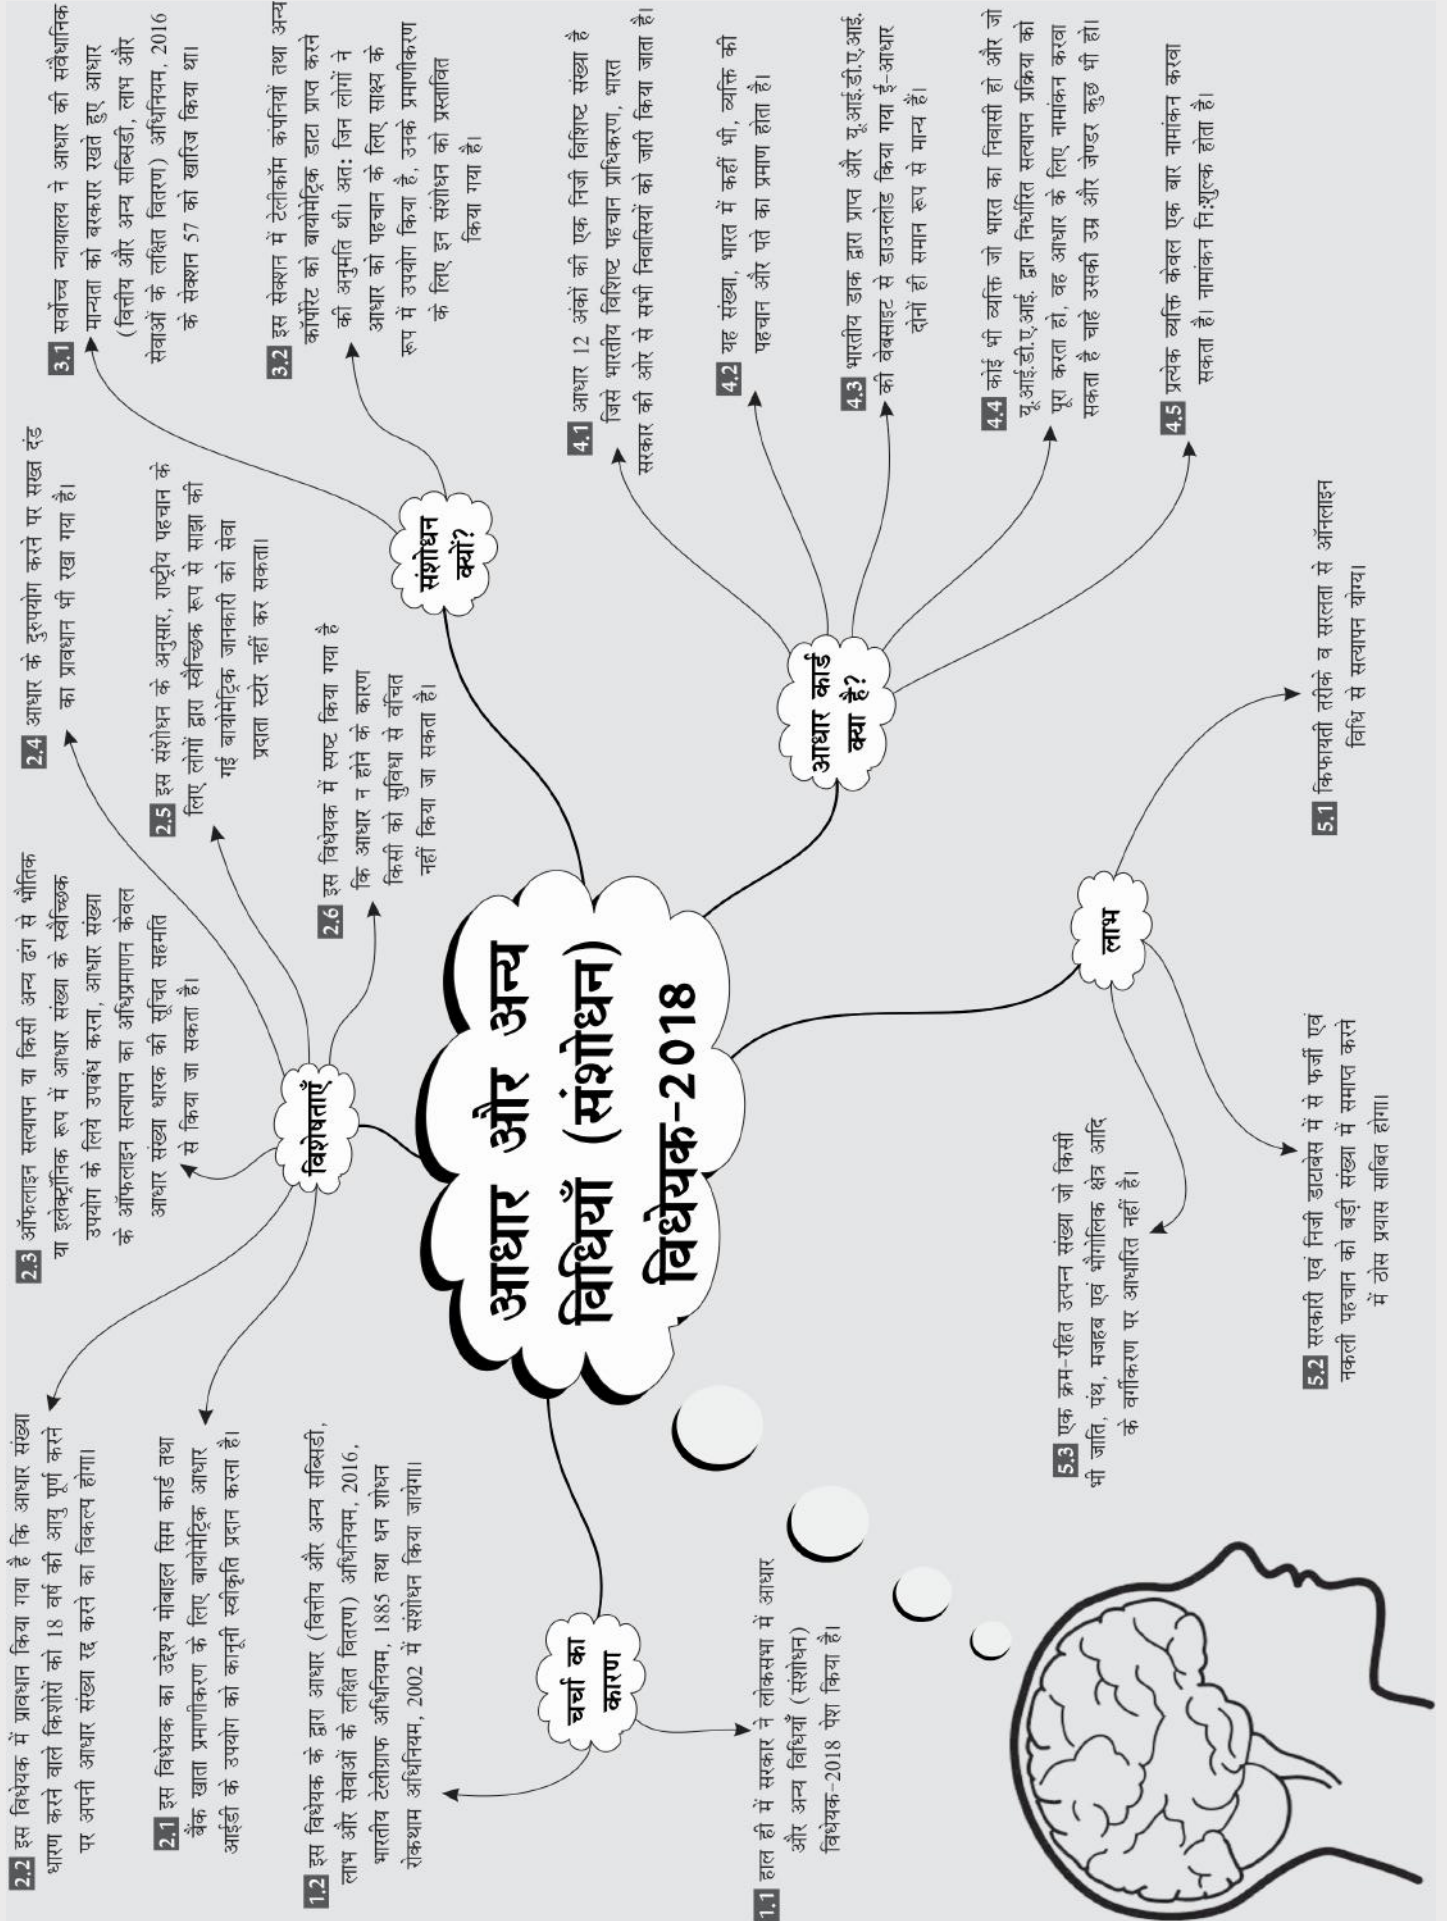 आधार और अन्य
विधियाँ (संशोधन)
विधेयक-2018
चर्चा का
कारण
1.1 हाल ही में सरकार ने लोकसभा में आधार
और अन्य विधियाँ (संशोधन)
विधेयक-2018 पेश किया है।
1.2 इस विधेयक के द्वारा आधार (वित्तीय और अन्य सब्सिडी,
लाभ और सेवाओं के लक्षित वितरण) अधिनियम, 2016,
भारतीय टेलीग्राफ अधिनियम, 1885 तथा धन शोधन
रोकथाम अधिनियम, 2002 में संशोधन किया जायेगा।
विशेषताएँ
2.1 इस विधेयक का उद्देश्य मोबाइल सिम कार्ड तथा
बैंक खाता प्रमाणीकरण के लिए बायोमेट्रिक आधार
आईडी के उपयोग को कानूनी स्वीकृति प्रदान करना है।
2.2 इस विधेयक में प्रावधान किया गया है कि आधार संख्या
धारण करने वाले किशोरों को 18 वर्ष की आयु पूर्ण करने
पर अपनी आधार संख्या रद्द करने का विकल्प होगा।
2.3 ऑफलाइन सत्यापन या किसी अन्य ढंग से भौतिक
या इलेक्ट्रॉनिक रूप में आधार संख्या के स्वैच्छिक
उपयोग के लिये उपबंध करना, आधार संख्या
के ऑफलाइन सत्यापन का अधिप्रमाणन केवल
आधार संख्या धारक की सूचित सहमति
से किया जा सकता है।
2.4 आधार के दुरुपयोग करने पर सख्त दंड
का प्रावधान भी रखा गया है।
2.5 इस संशोधन के अनुसार, राष्ट्रीय पहचान के
लिए लोगों द्वारा स्वैच्छिक रूप से साझा की
गई बायोमेट्रिक जानकारी को सेवा
प्रदाता स्टोर नहीं कर सकता।
2.6 इस विधेयक में स्पष्ट किया गया है
कि आधार न होने के कारण
किसी को सुविधा से वंचित
नहीं किया जा सकता है।
संशोधन
क्यों?
3.1 सर्वोच्च न्यायालय ने आधार की संवैधानिक
मान्यता को बरकरार रखते हुए आधार
(वित्तीय और अन्य सब्सिडी, लाभ और
सेवाओं के लक्षित वितरण) अधिनियम, 2016
के सेक्शन 57 को खारिज किया था।
3.2 इस सेक्शन में टेलीकॉम कंपनियों तथा अन्य
कॉर्पोरेट को बायोमेट्रिक डाटा प्राप्त करने
की अनुमति थी। अत: जिन लोगों ने
आधार को पहचान के लिए साक्ष्य के
रूप में उपयोग किया है, उनके प्रमाणीकरण
के लिए इन संशोधन को प्रस्तावित
किया गया है।
आधार कार्ड
क्या है?
4.1 आधार 12 अंकों की एक निजी विशिष्ट संख्या है
जिसे भारतीय विशिष्ट पहचान प्राधिकरण, भारत
सरकार की ओर से सभी निवासियों को जारी किया जाता है।
4.2 यह संख्या, भारत में कहीं भी, व्यक्ति की
पहचान और पते का प्रमाण होता है।
4.3 भारतीय डाक द्वारा प्राप्त और यू.आई.डी.ए.आई.
की वेबसाइट से डाउनलोड किया गया ई-आधार
दोनों ही समान रूप से मान्य हैं।
4.4 कोई भी व्यक्ति जो भारत का निवासी हो और जो
यू.आई.डी.ए.आई. द्वारा निर्धारित सत्यापन प्रक्रिया को
पूरा करता हो, वह आधार के लिए नामांकन करवा
सकता है चाहे उसकी उम्र और जेण्डर कुछ भी हो।
4.5 प्रत्येक व्यक्ति केवल एक बार नामांकन करवा
सकता है। नामांकन नि:शुल्क होता है।
लाभ
5.1 किफायती तरीके व सरलता से ऑनलाइन
विधि से सत्यापन योग्य।
5.2 सरकारी एवं निजी डाटाबेस में से फर्जी एवं
नकली पहचान को बड़ी संख्या में समाप्त करने
में ठोस प्रयास साबित होगा।
5.3 एक क्रम-रहित उत्पन्न संख्या जो किसी
भी जाति, पंथ, मजहब एवं भौगोलिक क्षेत्र आदि
के वर्गीकरण पर आधारित नहीं है।